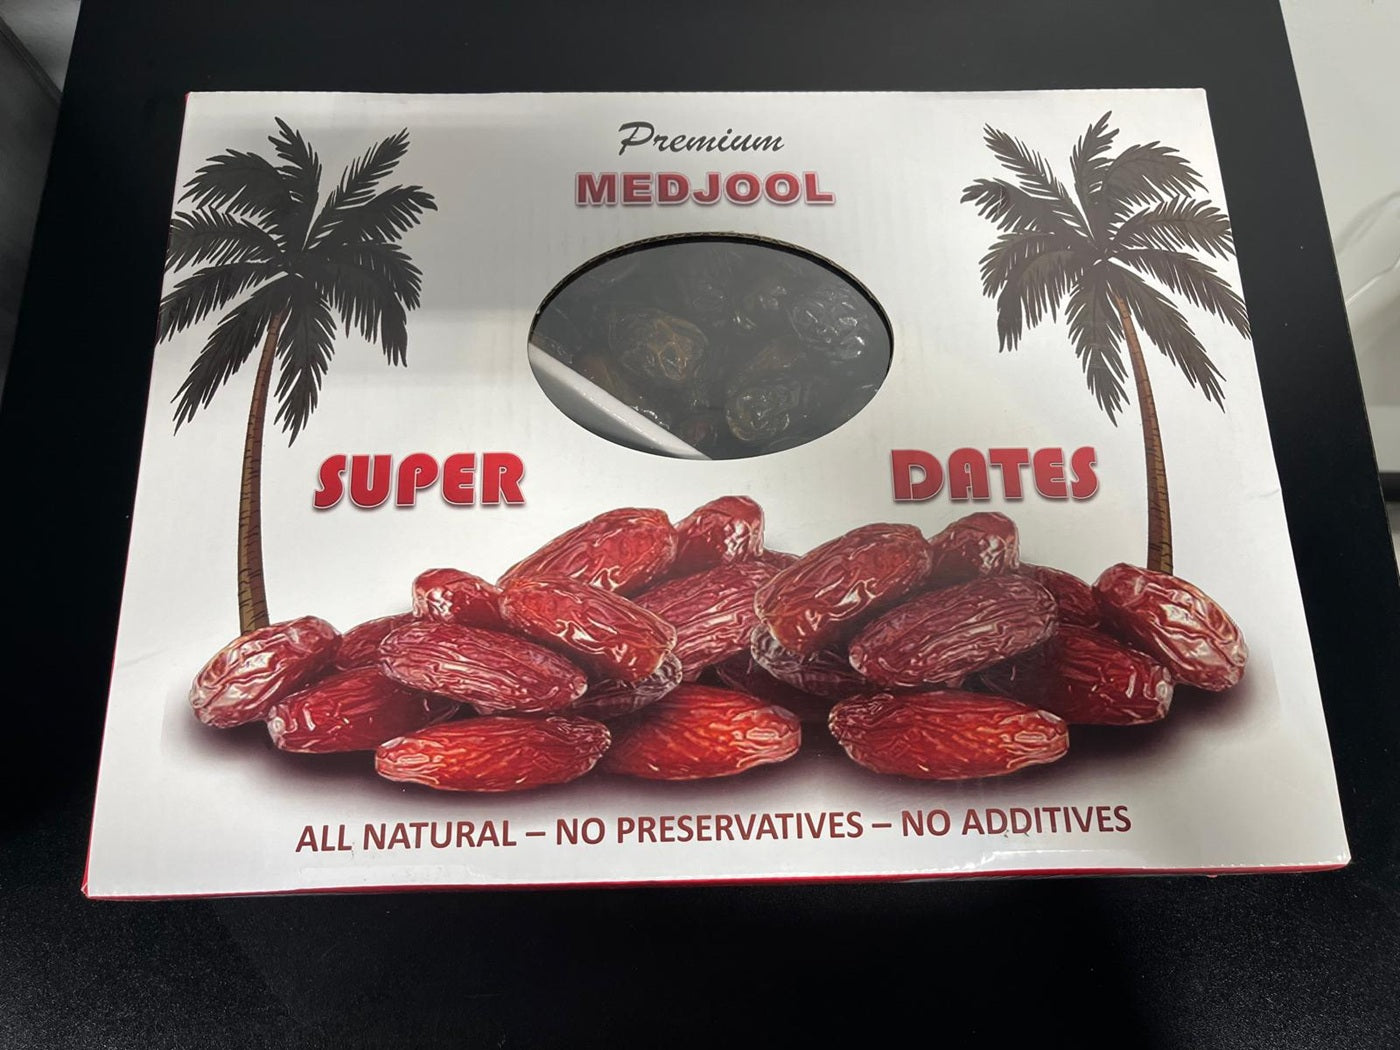 Premium
MEDJOOL
SUPER DATES
ALL NATURAL – NO PRESERVATIVES – NO ADDITIVES